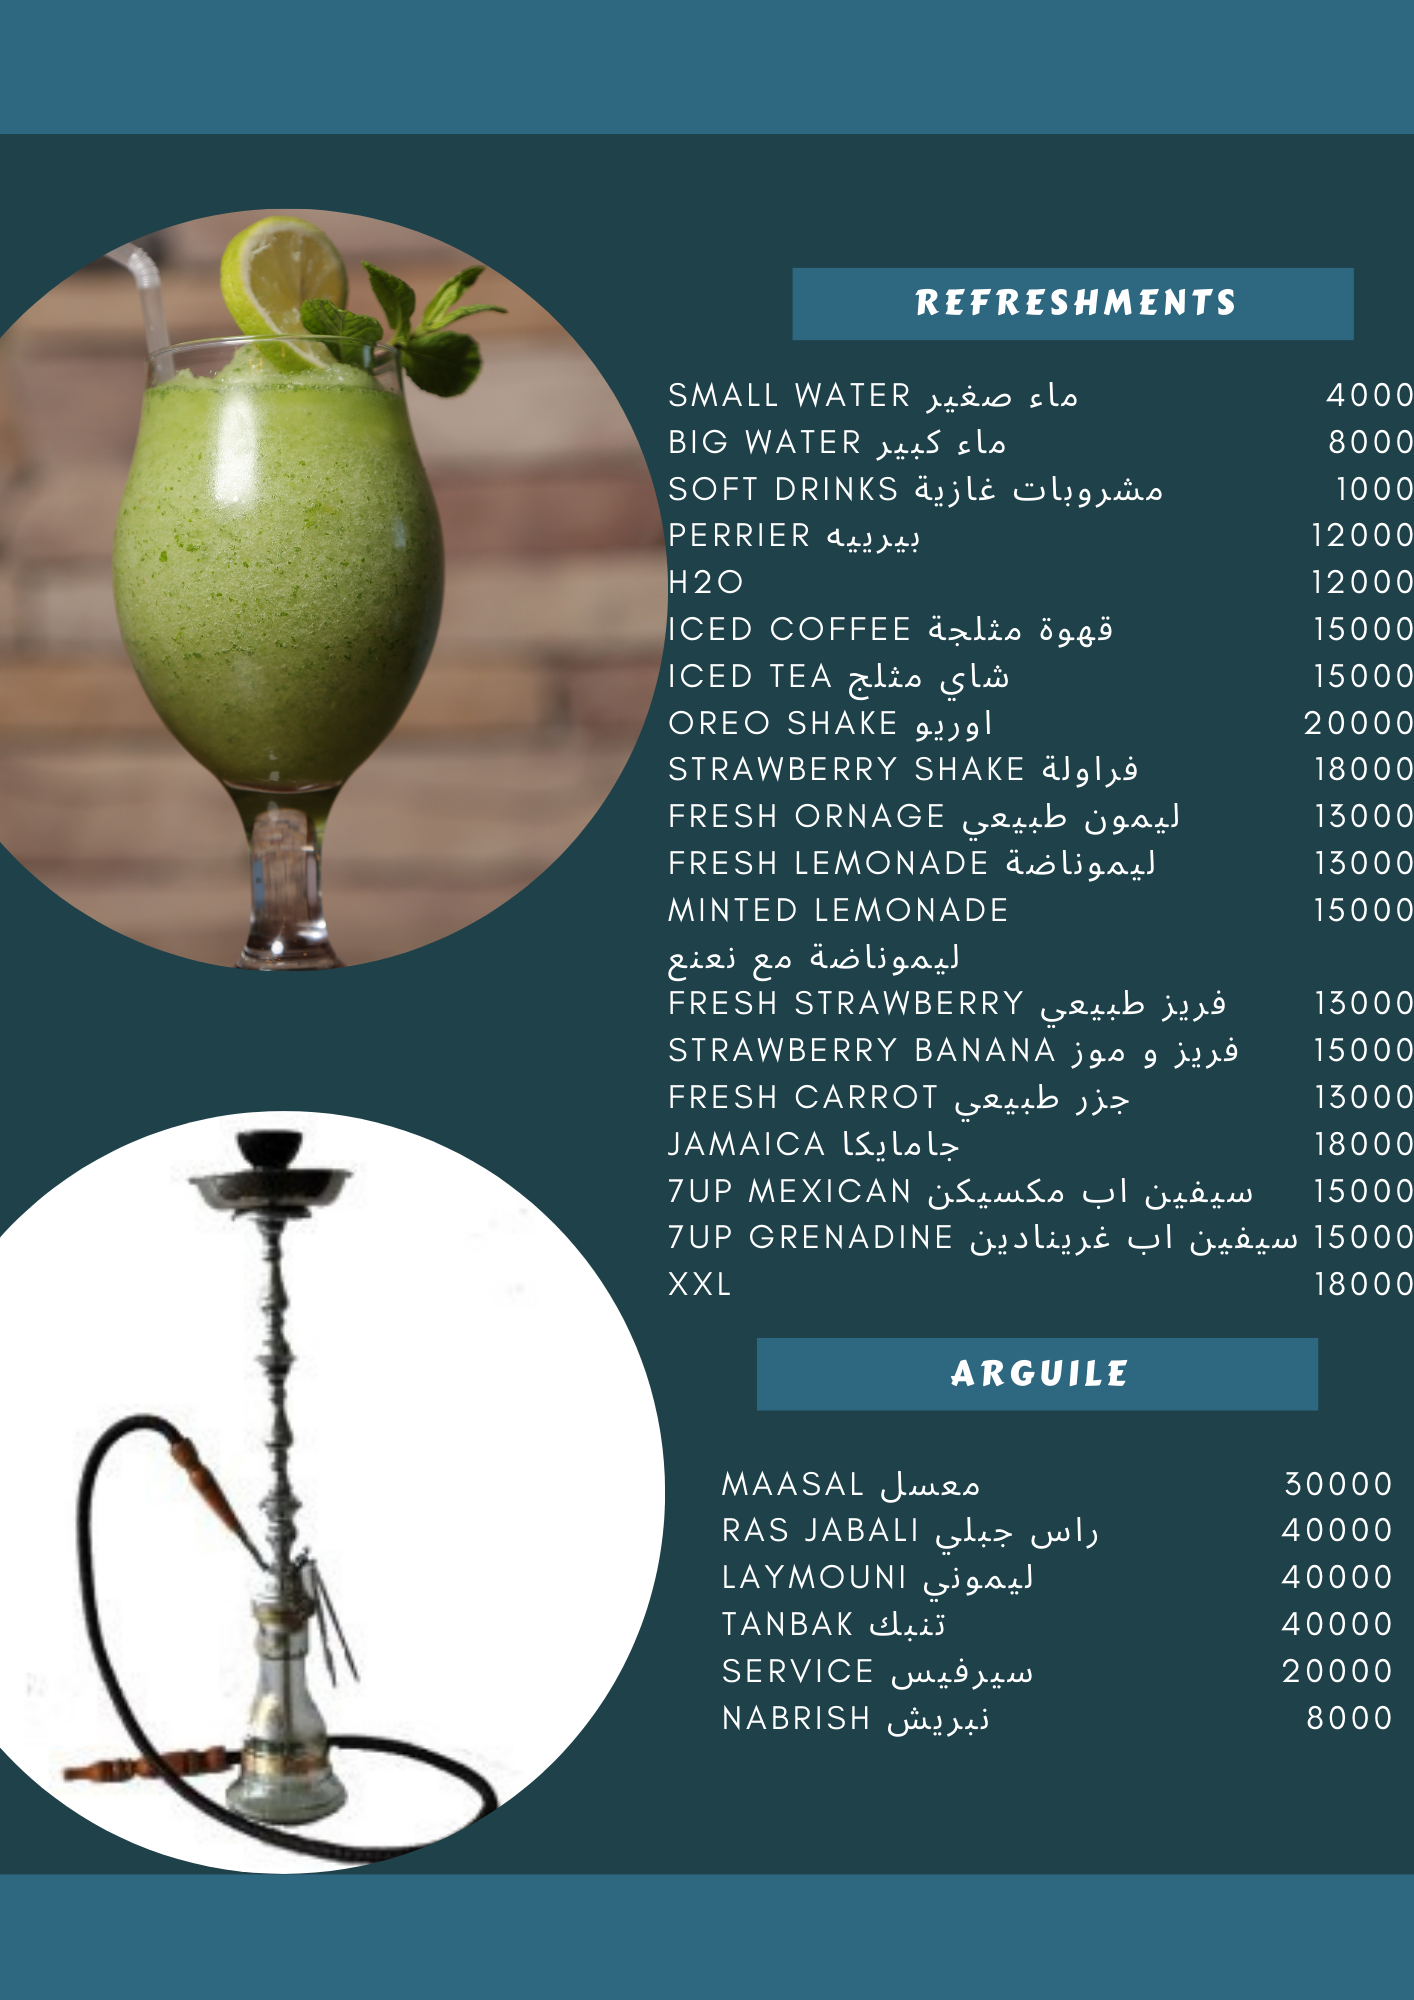 REFRESHMENTS
SMALL WATER ماء صغير 4000
BIG WATER ماء كبير 8000
SOFT DRINKS مشروبات غازية 1000
PERRIER بيرييه 12000
H2O 12000
ICED COFFEE قهوة مثلجة 15000
ICED TEA شاي مثلج 15000
OREO SHAKE اوريو 20000
STRAWBERRY SHAKE فراولة 18000
FRESH ORNAGE ليمون طبيعي 13000
FRESH LEMONADE ليموناضة 13000
MINTED LEMONADE 15000
ليموناضة مع نعنع
FRESH STRAWBERRY فريز طبيعي 13000
STRAWBERRY BANANA فريز و موز 15000
FRESH CARROT جزر طبيعي 13000
JAMAICA جامايكا 18000
7UP MEXICAN سيفين اب مكسيكن 15000
7UP GRENADINE سيفين اب غرينادين 15000
XXL 18000
ARGUILE
MAASAL معسل 30000
RAS JABALI راس جبلي 40000
LAYMOUNI ليموني 40000
TANBAK تنبك 40000
SERVICE سيرفيس 20000
NABRISH نبريش 8000